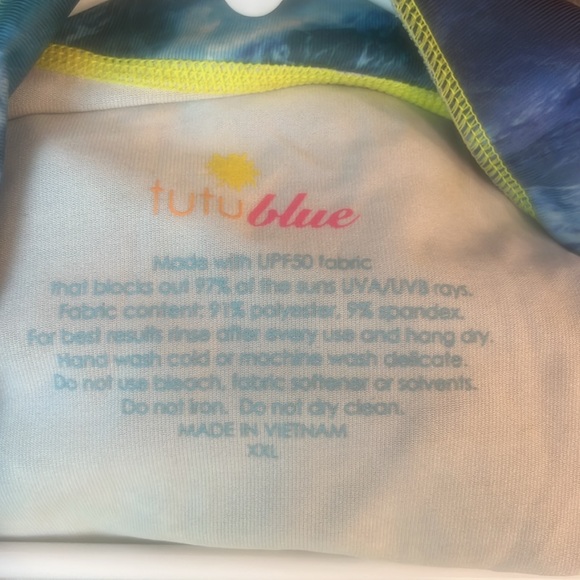 tutublue
Made with UPF50 fabric
that blocks out 97% of the suns UVA/UVB rays.
Fabric content: 91% polyester, 9% spandex.
For best results rinse after every use and hang dry.
Hand wash cold or machine wash delicate.
Do not use bleach, fabric softener or solvents.
Do not iron. Do not dry clean.
MADE IN VIETNAM
XXL